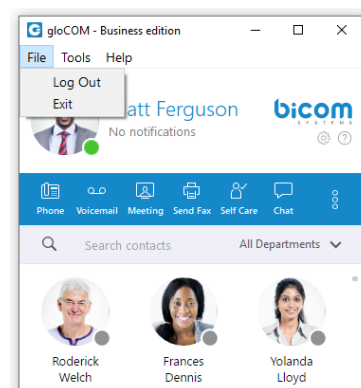 gloCOM - Business edition
File Tools Help
Log Out
Exit
att Ferguson
No notifications
bicom
SYSTEMS
Phone Voicemail Meeting Send Fax Self Care Chat
Search contacts All Departments
Roderick Frances Yolanda
Welch Dennis Lloyd